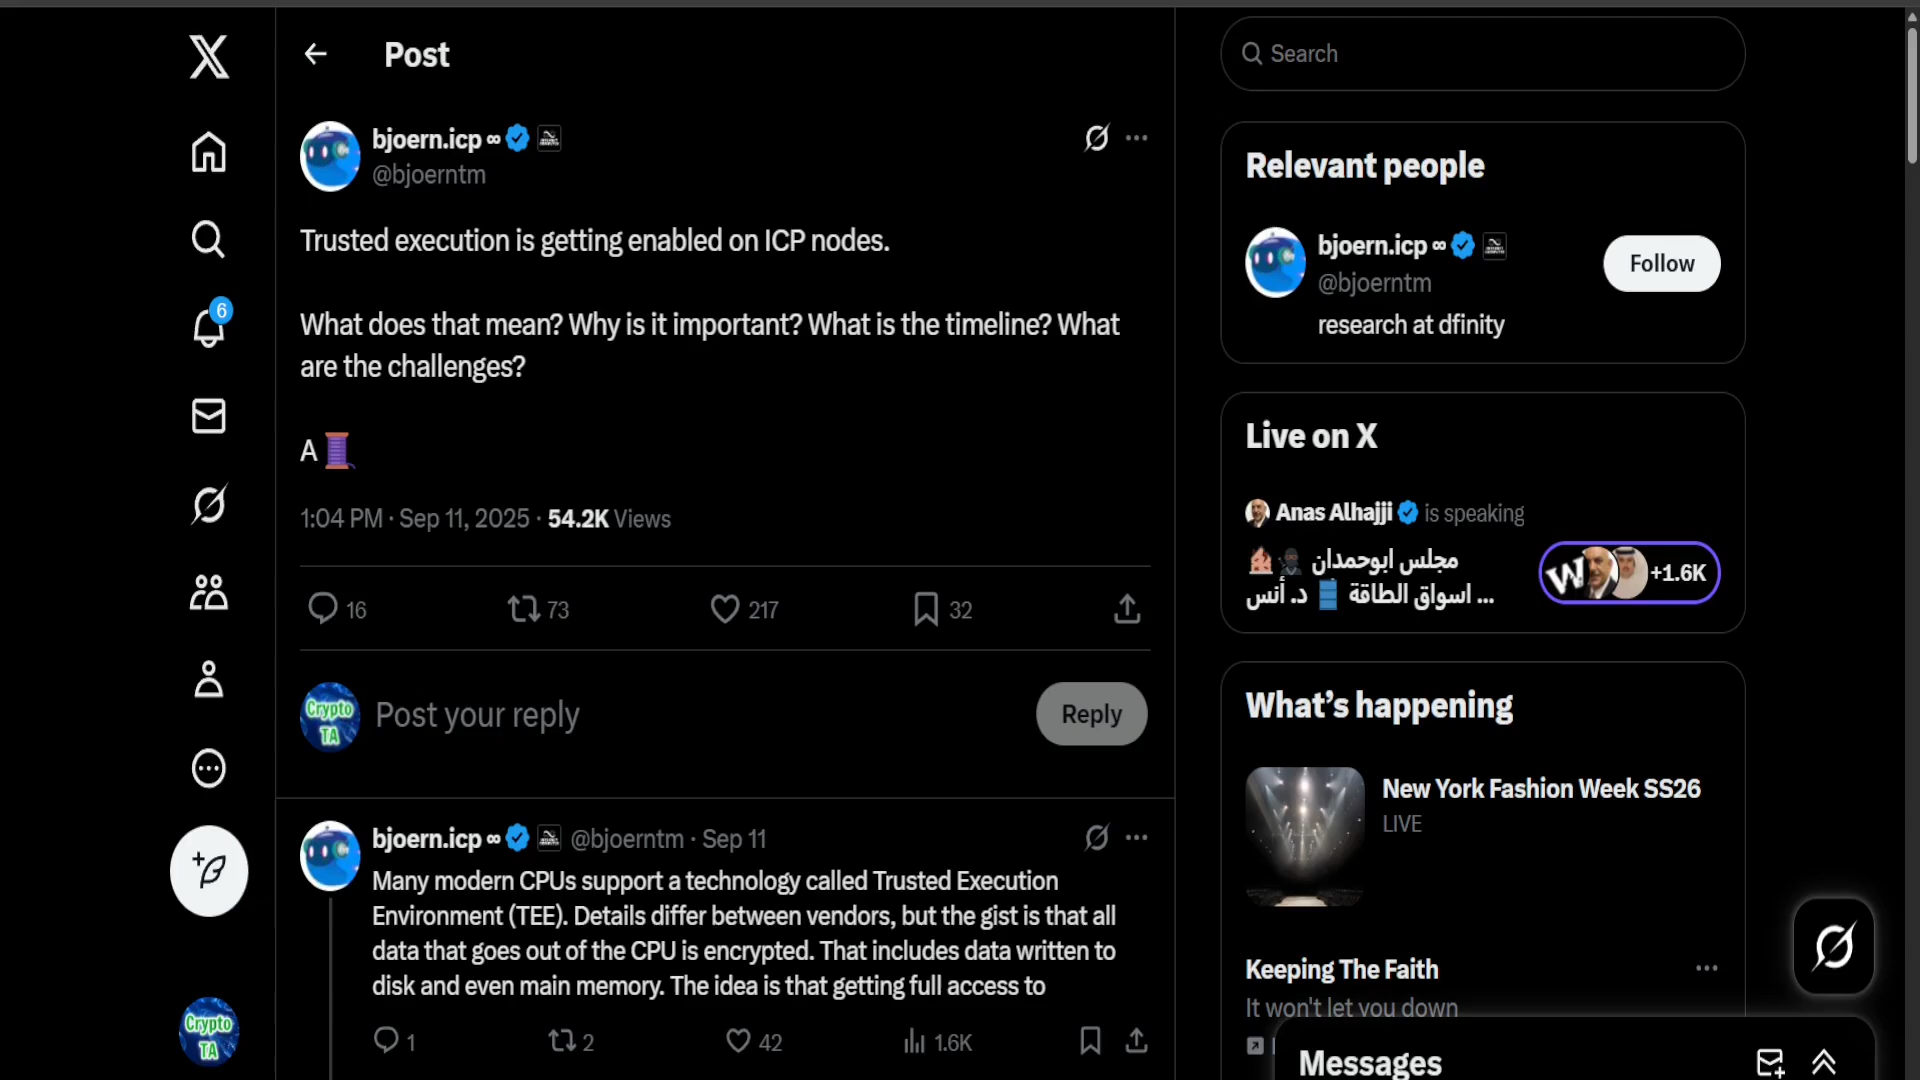 Post
bjoern.icp ∞
@bjoerntm
Trusted execution is getting enabled on ICP nodes.
What does that mean? Why is it important? What is the timeline? What
are the challenges?
A 🧵
1:04 PM · Sep 11, 2025 · 54.2K Views
16
73
217
32
Crypto
TA
Post your reply
Reply
bjoern.icp ∞ @bjoerntm · Sep 11
Many modern CPUs support a technology called Trusted Execution
Environment (TEE). Details differ between vendors, but the gist is that all
data that goes out of the CPU is encrypted. That includes data written to
disk and even main memory. The idea is that getting full access to
1
2
42
1.6K
6
Crypto
TA
Search
Relevant people
bjoern.icp ∞
@bjoerntm
research at dfinity
Follow
Live on X
Anas Alhajji is speaking
مجلس ابوحمدان
اسواق الطاقة د. أنس ...
W
+1.6K
What's happening
New York Fashion Week SS26
LIVE
Keeping The Faith
It won't let you down
Messages